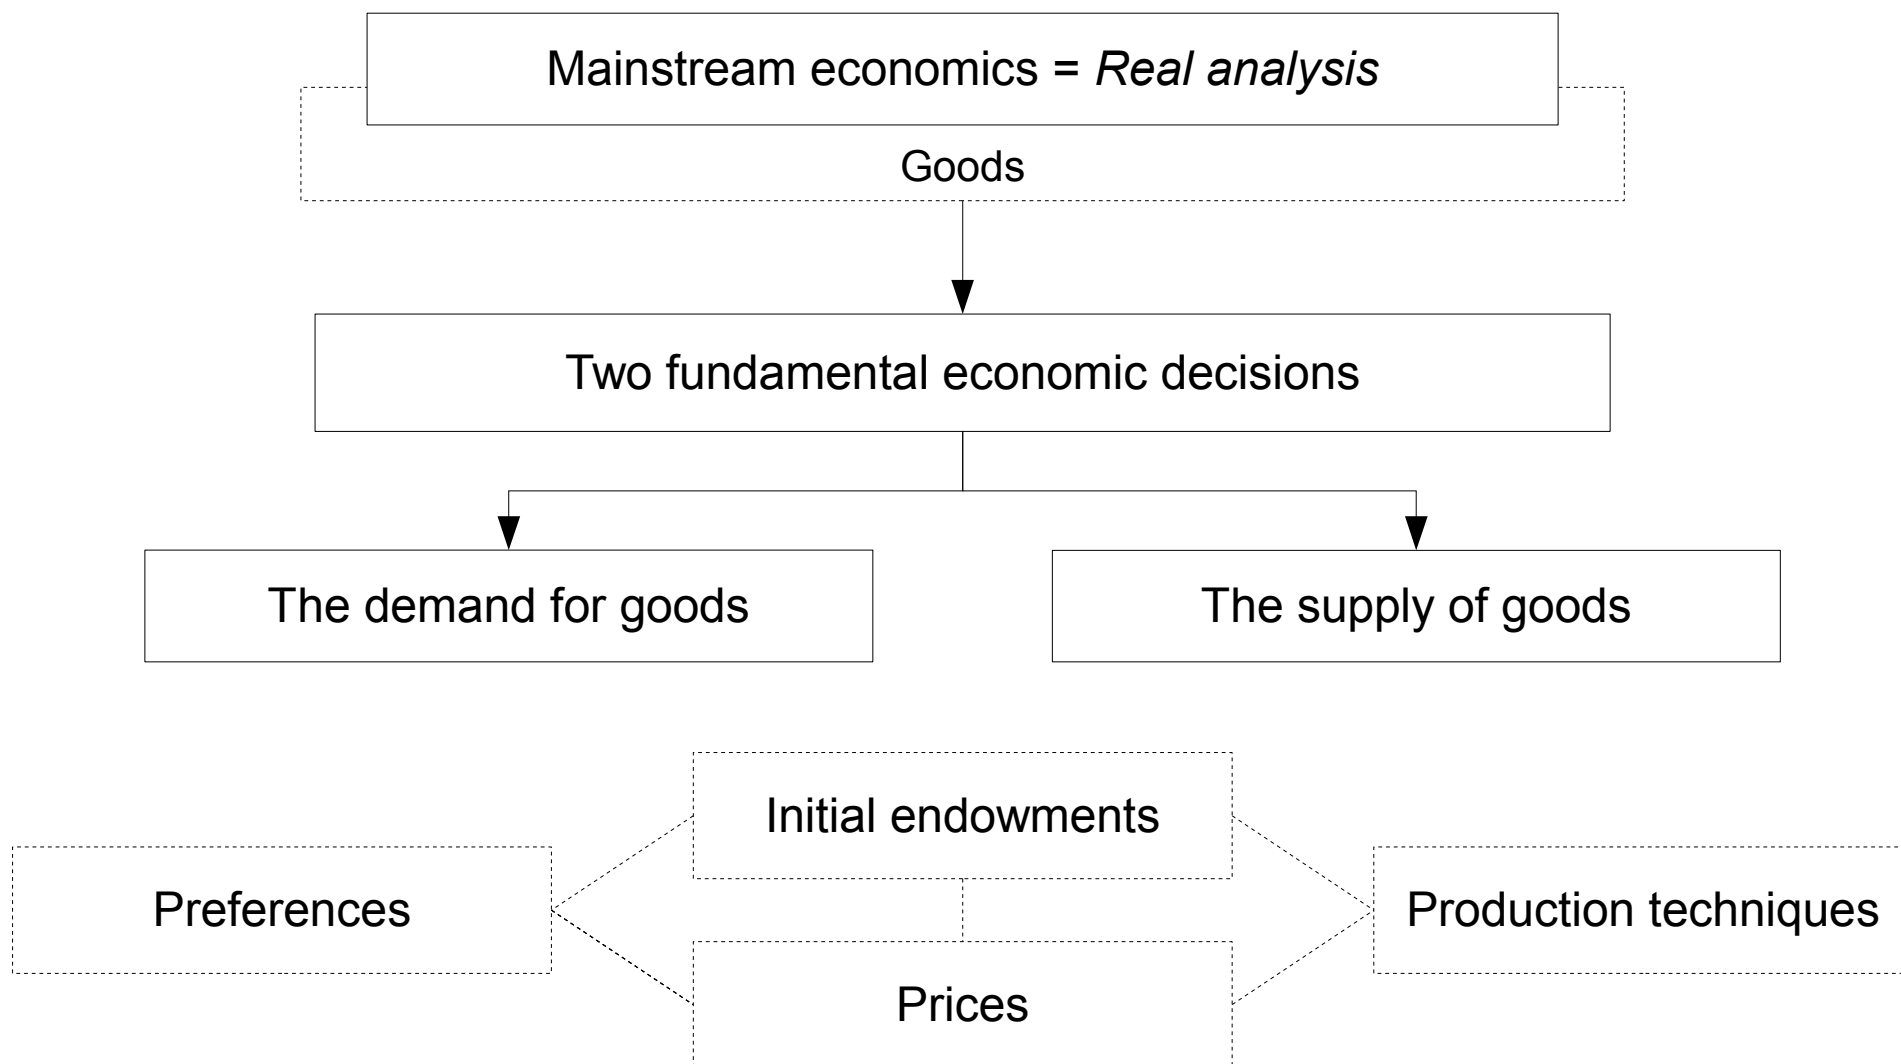 Mainstream economics = Real analysis
Goods
Two fundamental economic decisions
The demand for goods
The supply of goods
Initial endowments
Preferences
Production techniques
Prices